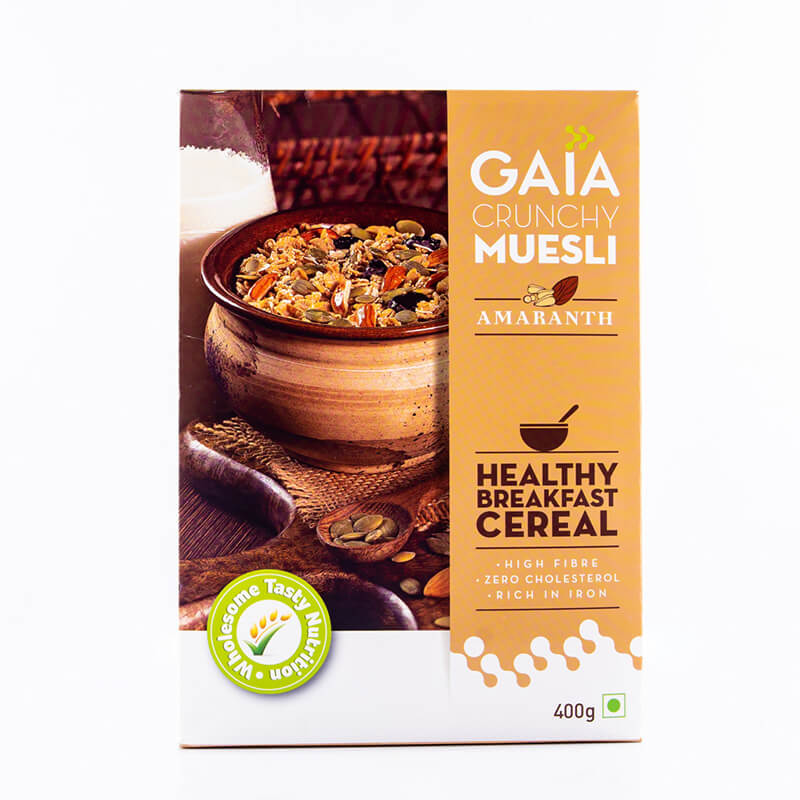 GAIA
CRUNCHY
MUESLI
AMARANTH
HEALTHY
BREAKFAST
CEREAL
• HIGH FIBRE
• ZERO CHOLESTEROL
• RICH IN IRON
Wholesome Tasty Nutrition •
400g